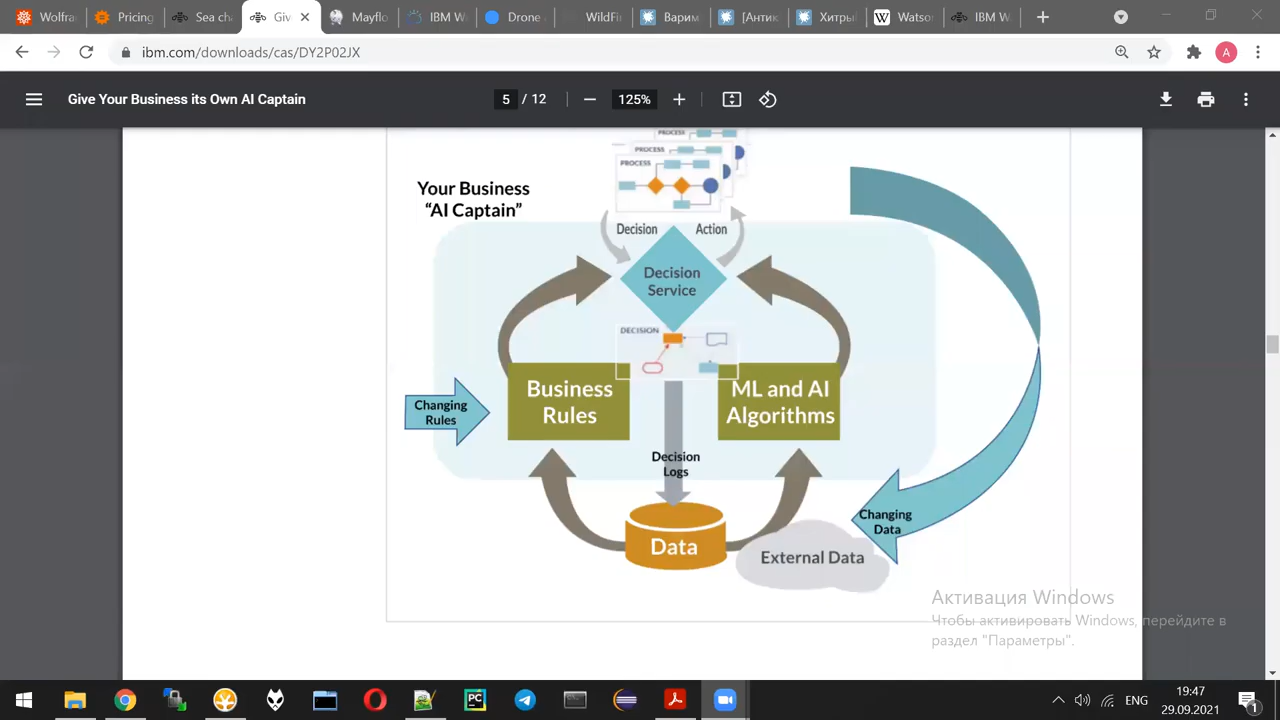 Wolfra
Pricing
Sea ch
Giv
Mayflo
IBM W
Drone
WildFi
Варим
[Антик
Хитры
W
Watso
IBM W
ibm.com/downloads/cas/DY2P02JX
A
Give Your Business its Own AI Captain
5 / 12
125%
PROCESS
PROCESS
PROCESS
Your Business
“AI Captain”
Decision
Action
Decision
Service
DECISION
Business
Rules
ML and AI
Algorithms
Changing
Rules
Decision
Logs
Data
External Data
Changing
Data
Активация Windows
Чтобы активировать Windows, перейдите в
раздел "Параметры".
PC
ENG
19:47
29.09.2021
1